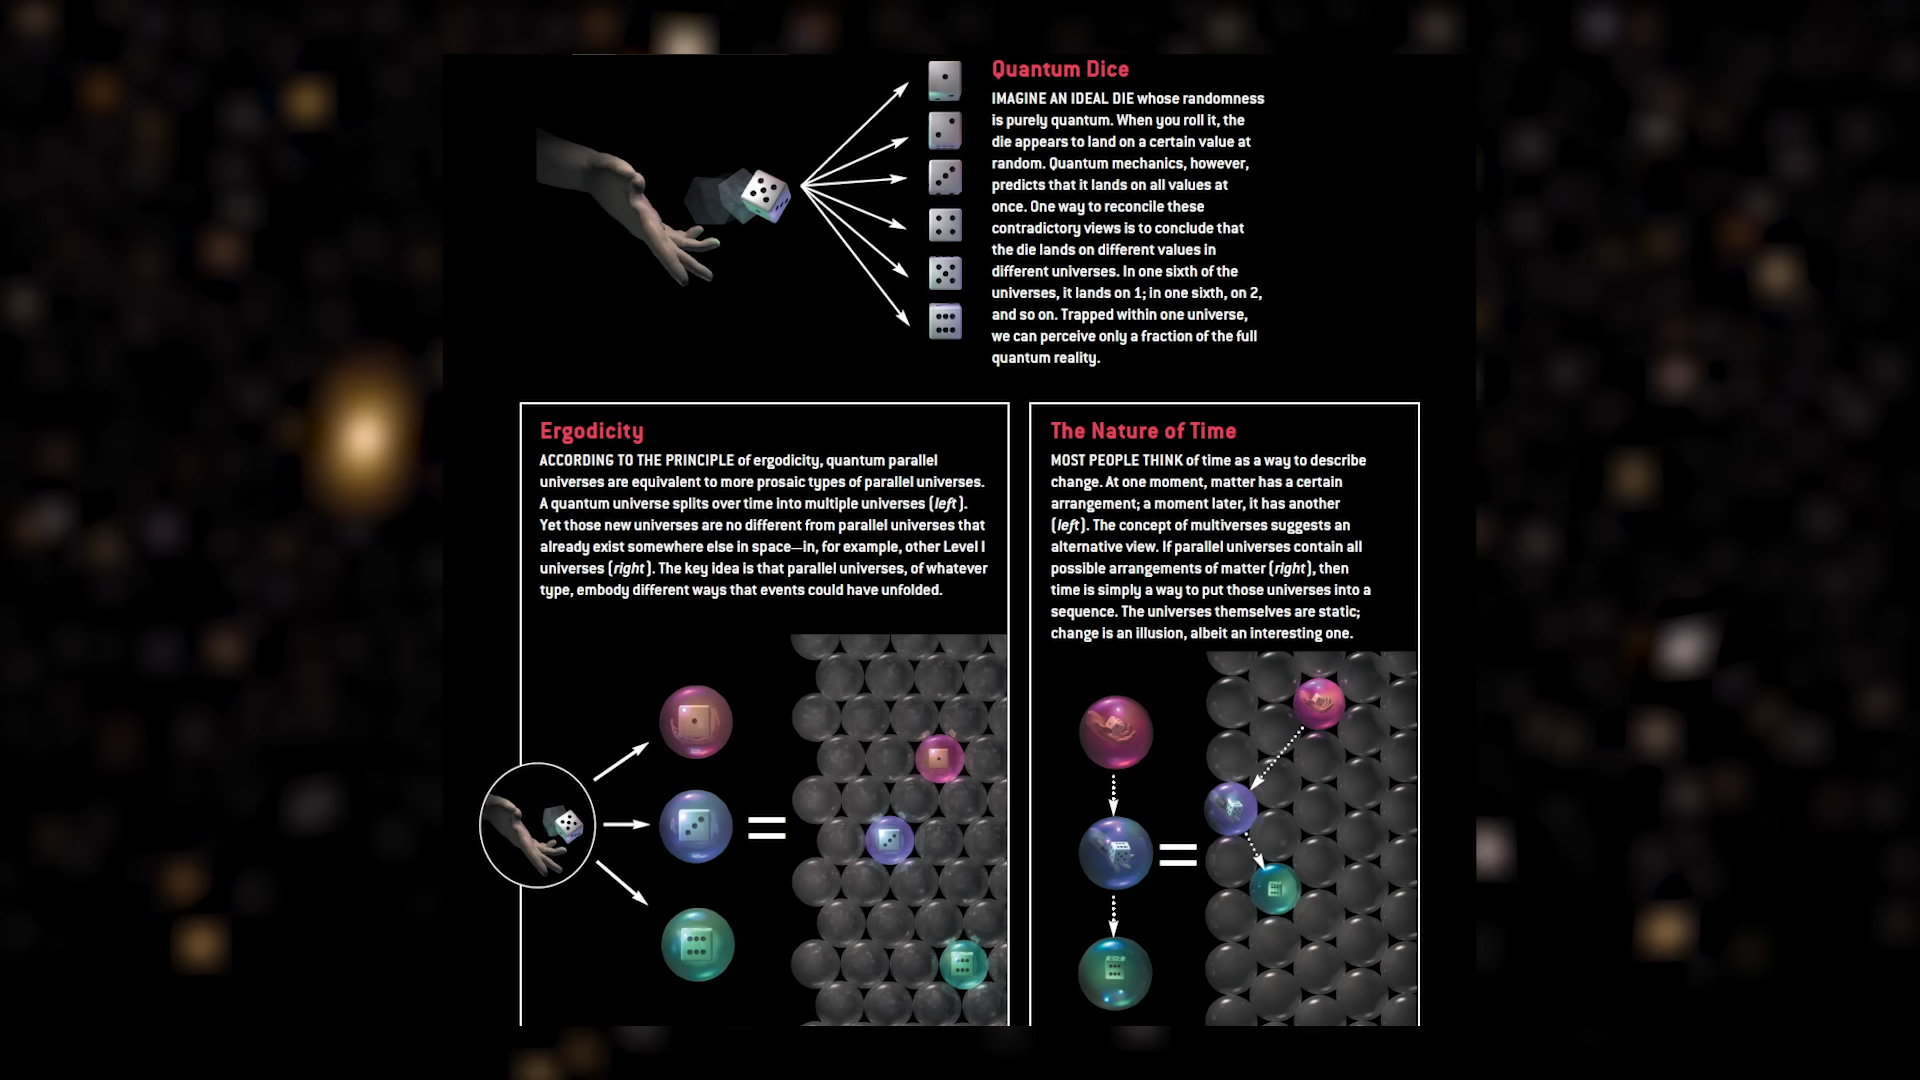 Quantum Dice
IMAGINE AN IDEAL DIE whose randomness
is purely quantum. When you roll it, the
die appears to land on a certain value at
random. Quantum mechanics, however,
predicts that it lands on all values at
once. One way to reconcile these
contradictory views is to conclude that
the die lands on different values in
different universes. In one sixth of the
universes, it lands on 1; in one sixth, on 2,
and so on. Trapped within one universe,
we can perceive only a fraction of the full
quantum reality.
Ergodicity
ACCORDING TO THE PRINCIPLE of ergodicity, quantum parallel
universes are equivalent to more prosaic types of parallel universes.
A quantum universe splits over time into multiple universes (left).
Yet those new universes are no different from parallel universes that
already exist somewhere else in space—in, for example, other Level I
universes (right). The key idea is that parallel universes, of whatever
type, embody different ways that events could have unfolded.
The Nature of Time
MOST PEOPLE THINK of time as a way to describe
change. At one moment, matter has a certain
arrangement; a moment later, it has another
(left). The concept of multiverses suggests an
alternative view. If parallel universes contain all
possible arrangements of matter (right), then
time is simply a way to put those universes into a
sequence. The universes themselves are static;
change is an illusion, albeit an interesting one.